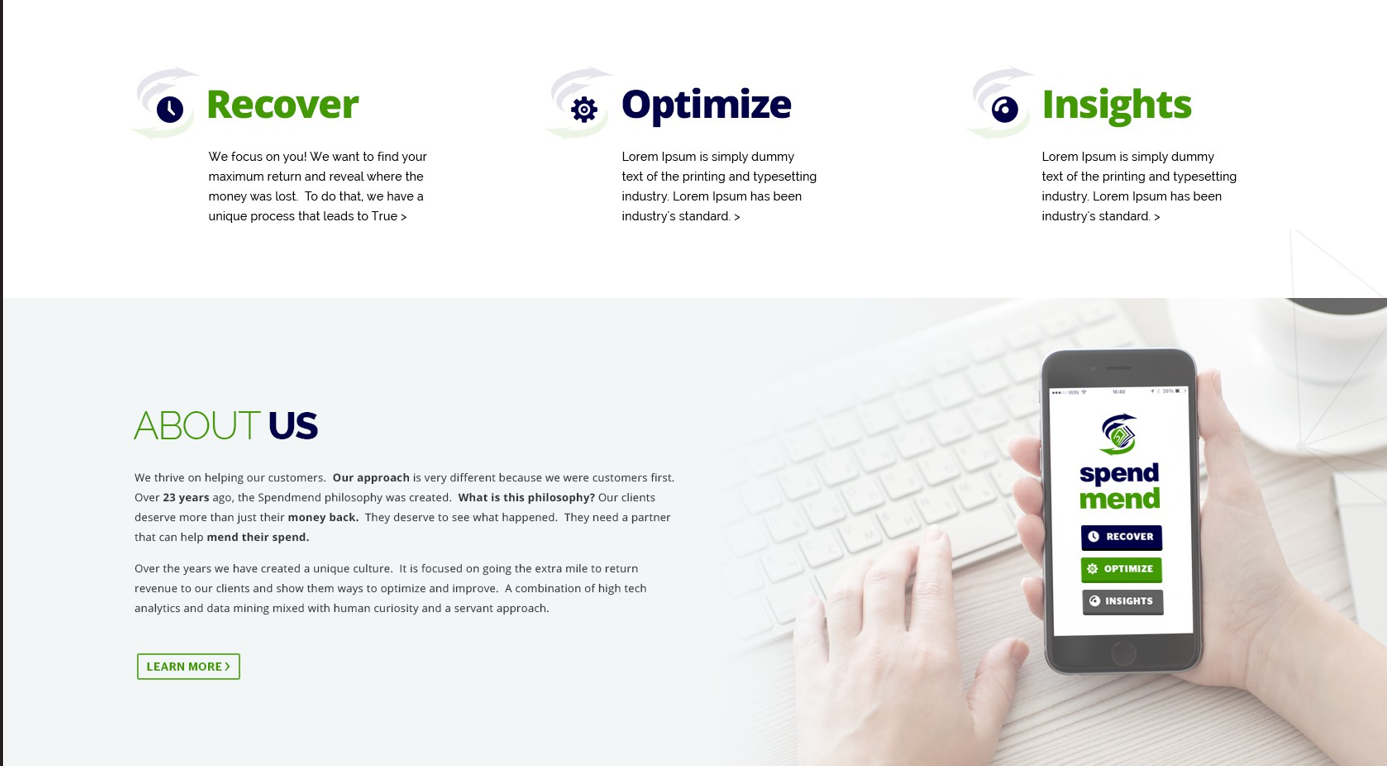 Recover
We focus on you! We want to find your
maximum return and reveal where the
money was lost.  To do that, we have a
unique process that leads to True >
Optimize
Lorem Ipsum is simply dummy
text of the printing and typesetting
industry. Lorem Ipsum has been
industry's standard. >
Insights
Lorem Ipsum is simply dummy
text of the printing and typesetting
industry. Lorem Ipsum has been
industry's standard. >
ABOUT US
We thrive on helping our customers.  Our approach is very different because we were customers first.
Over 23 years ago, the Spendmend philosophy was created.  What is this philosophy? Our clients
deserve more than just their money back.  They deserve to see what happened.  They need a partner
that can help mend their spend.
Over the years we have created a unique culture.  It is focused on going the extra mile to return
revenue to our clients and show them ways to optimize and improve.  A combination of high tech
analytics and data mining mixed with human curiosity and a servant approach.
LEARN MORE >
16:40
spend
mend
RECOVER
OPTIMIZE
INSIGHTS